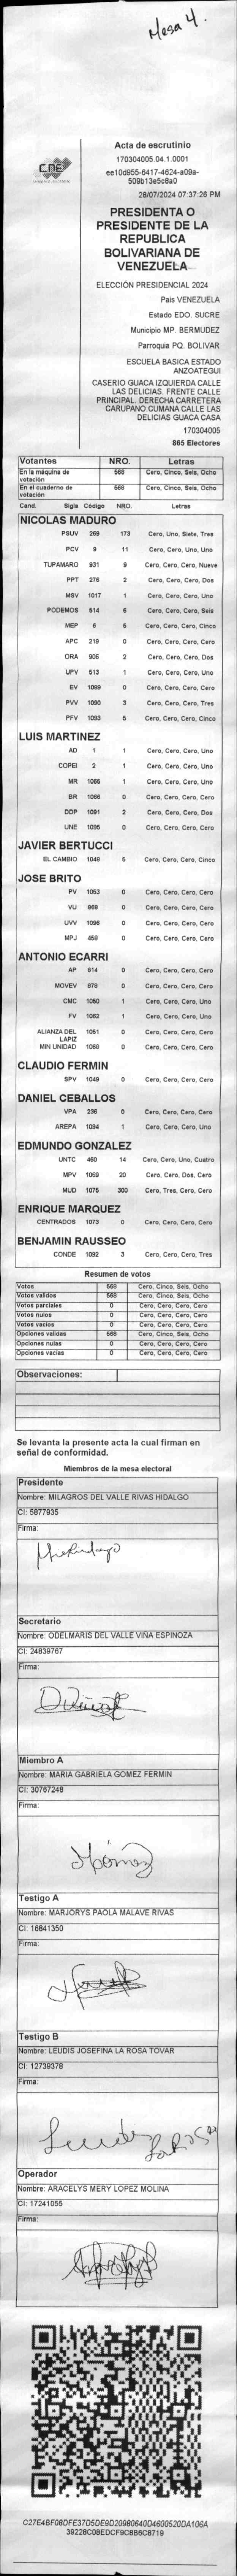 Mesa 4.
CNE
Acta de escrutinio
170304005.04.1.0001
ee10d955-6417-4624-a09a-
509b13e5c8a0
28/07/2024 07:37:26 PM
PRESIDENTA O
PRESIDENTE DE LA
REPUBLICA
BOLIVARIANA DE
VENEZUELA
ELECCIÓN PRESIDENCIAL 2024
Pais VENEZUELA
Estado EDO. SUCRE
Municipio MP. BERMUDEZ
Parroquia PQ. BOLIVAR
ESCUELA BASICA ESTADO
ANZOATEGUI
CASERIO GUACA IZQUIERDA CALLE
LAS DELICIAS. FRENTE CALLE
PRINCIPAL. DERECHA CARRETERA
CARUPANO CUMANA CALLE LAS
DELICIAS GUACA CASA
170304005
865 Electores
Votantes NRO. Letras
En la máquina de votación 568 Cero, Cinco, Seis, Ocho
En el cuaderno de votación 568 Cero, Cinco, Seis, Ocho
Cand. Sigla Código NRO. Letras
NICOLAS MADURO
PSUV 269 173 Cero, Uno, Siete, Tres
PCV 9 11 Cero, Cero, Uno, Uno
TUPAMARO 931 9 Cero, Cero, Cero, Nueve
PPT 276 2 Cero, Cero, Cero, Dos
MSV 1017 1 Cero, Cero, Cero, Uno
PODEMOS 514 6 Cero, Cero, Cero, Seis
MEP 6 5 Cero, Cero, Cero, Cinco
APC 219 0 Cero, Cero, Cero, Cero
ORA 906 2 Cero, Cero, Cero, Dos
UPV 513 1 Cero, Cero, Cero, Uno
EV 1089 0 Cero, Cero, Cero, Cero
PVV 1090 3 Cero, Cero, Cero, Tres
PFV 1093 5 Cero, Cero, Cero, Cinco
LUIS MARTINEZ
AD 1 1 Cero, Cero, Cero, Uno
COPEI 2 1 Cero, Cero, Cero, Uno
MR 1065 1 Cero, Cero, Cero, Uno
BR 1066 0 Cero, Cero, Cero, Cero
DDP 1091 2 Cero, Cero, Cero, Dos
UNE 1095 0 Cero, Cero, Cero, Cero
JAVIER BERTUCCI
EL CAMBIO 1048 5 Cero, Cero, Cero, Cinco
JOSE BRITO
PV 1053 0 Cero, Cero, Cero, Cero
VU 868 0 Cero, Cero, Cero, Cero
UVV 1096 0 Cero, Cero, Cero, Cero
MPJ 458 0 Cero, Cero, Cero, Cero
ANTONIO ECARRI
AP 814 0 Cero, Cero, Cero, Cero
MOVEV 878 0 Cero, Cero, Cero, Cero
CMC 1050 1 Cero, Cero, Cero, Uno
FV 1062 1 Cero, Cero, Cero, Uno
ALIANZA DEL LAPIZ 1051 0 Cero, Cero, Cero, Cero
MIN UNIDAD 1068 0 Cero, Cero, Cero, Cero
CLAUDIO FERMIN
SPV 1049 0 Cero, Cero, Cero, Cero
DANIEL CEBALLOS
VPA 236 0 Cero, Cero, Cero, Cero
AREPA 1094 1 Cero, Cero, Cero, Uno
EDMUNDO GONZALEZ
UNTC 460 14 Cero, Cero, Uno, Cuatro
MPV 1069 20 Cero, Cero, Dos, Cero
MUD 1075 300 Cero, Tres, Cero, Cero
ENRIQUE MARQUEZ
CENTRADOS 1073 0 Cero, Cero, Cero, Cero
BENJAMIN RAUSSEO
CONDE 1092 3 Cero, Cero, Cero, Tres
Resumen de votos
Votos 568 Cero, Cinco, Seis, Ocho
Votos validos 568 Cero, Cinco, Seis, Ocho
Votos parciales 0 Cero, Cero, Cero, Cero
Votos nulos 0 Cero, Cero, Cero, Cero
Votos vacios 0 Cero, Cero, Cero, Cero
Opciones validas 568 Cero, Cinco, Seis, Ocho
Opciones nulas 0 Cero, Cero, Cero, Cero
Opciones vacias 0 Cero, Cero, Cero, Cero
Observaciones:
Se levanta la presente acta la cual firman en
señal de conformidad.
Miembros de la mesa electoral
Presidente
Nombre: MILAGROS DEL VALLE RIVAS HIDALGO
CI: 5877935
Firma:
Secretario
Nombre: ODELMARIS DEL VALLE VIÑA ESPINOZA
CI: 24839767
Firma:
Miembro A
Nombre: MARIA GABRIELA GOMEZ FERMIN
CI: 30767248
Firma:
Testigo A
Nombre: MARJORYS PAOLA MALAVE RIVAS
CI: 16841350
Firma:
Testigo B
Nombre: LEUDIS JOSEFINA LA ROSA TOVAR
CI: 12739378
Firma:
Operador
Nombre: ARACELYS MERY LOPEZ MOLINA
CI: 17241055
Firma:
C27E4BF08DFE37D5DE9D20980640D4600520DA106A
39228C08EDCF9C8B6C8719